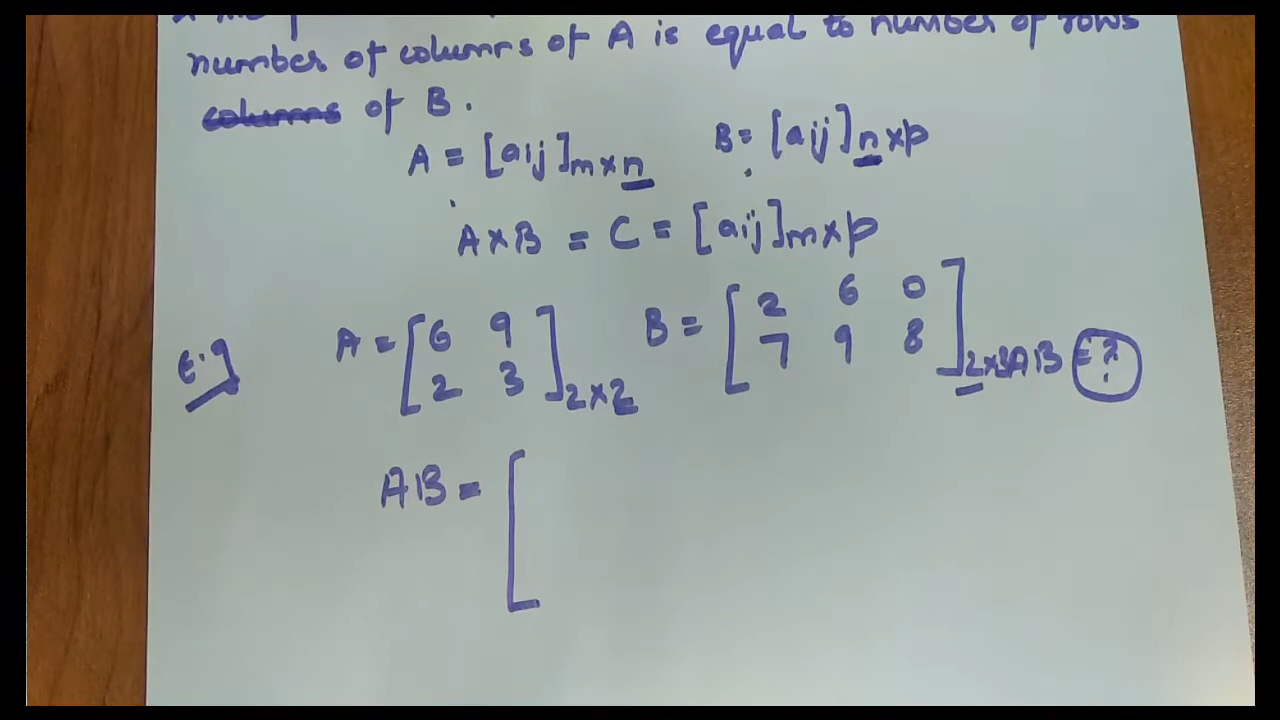 number of columns of A is equal to number of rows
columns of B.
A = [aij]m×n B = [aij]n×p
A×B = C = [aij]m×p
E.g A = [6 9 B = [2 6 0
2 3]2×2 7 9 8]2×3 AB = ?
AB = [